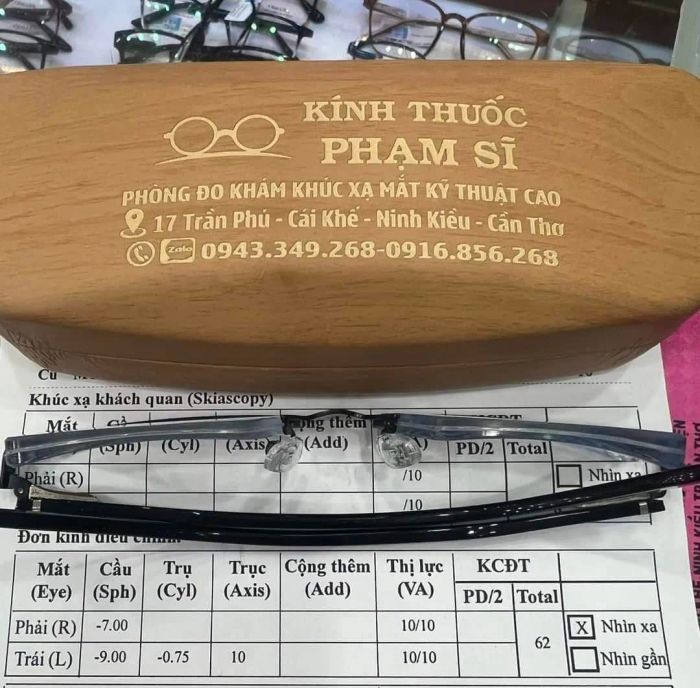 KÍNH THUỐC
PHẠM SĨ
PHÒNG ĐO KHÁM KHÚC XẠ MẮT KỸ THUẬT CAO
17 Trần Phú - Cái Khế - Ninh Kiều - Cần Thơ
Zalo 0943.349.268-0916.856.268
Khúc xạ khách quan (Skiascopy)
Mắt KCĐT
(Sph) (Cyl) (Axis) (Add) PD/2 Total
Phải (R) /10 Nhìn xa
/10
Đơn kính điều
Mắt Cầu Trụ Trục Cộng thêm Thị lực KCĐT
(Eye) (Sph) (Cyl) (Axis) (Add) (VA) PD/2 Total
Phải (R) -7.00 10/10 62 X Nhìn xa
Trái (L) -9.00 -0.75 10 10/10 Nhìn gần